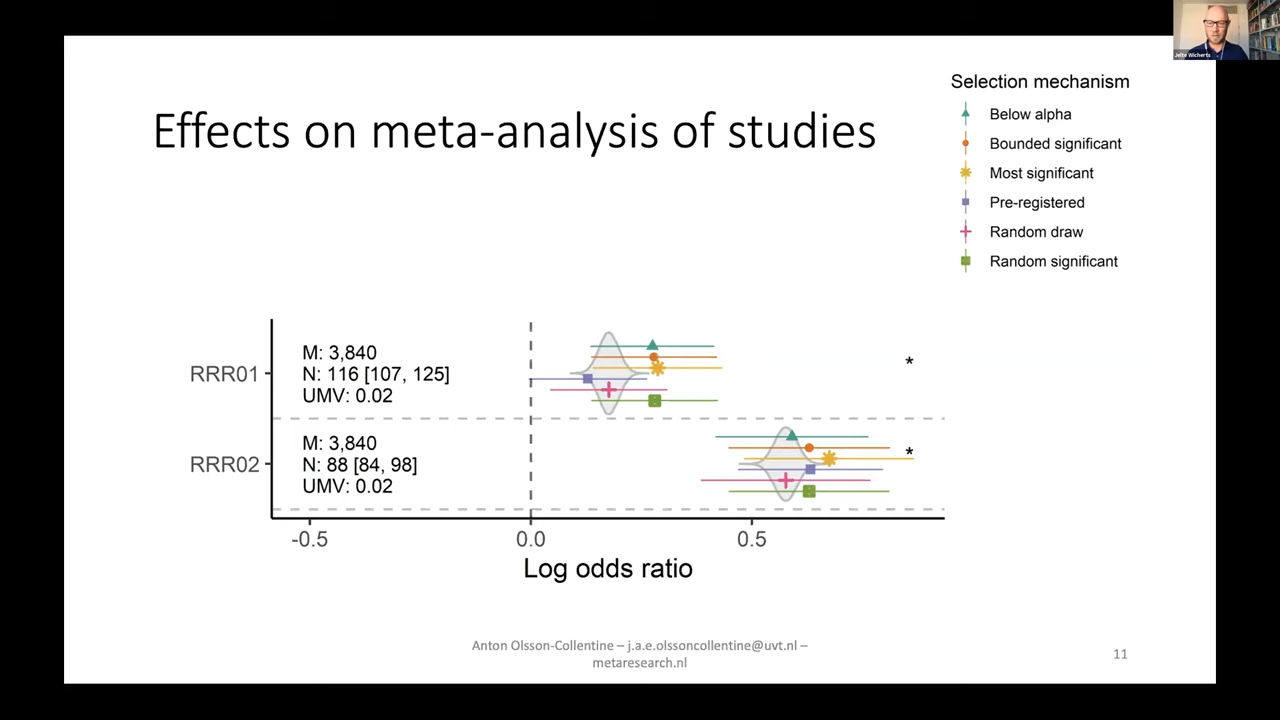 Jelte Wicherts
Selection mechanism
Below alpha
Bounded significant
Most significant
Pre-registered
Random draw
Random significant
Effects on meta-analysis of studies
RRR01
M: 3,840
N: 116 [107, 125]
UMV: 0.02
*
RRR02
M: 3,840
N: 88 [84, 98]
UMV: 0.02
*
-0.5 0.0 0.5
Log odds ratio
Anton Olsson-Collentine – j.a.e.olssoncollentine@uvt.nl –
metaresearch.nl
11